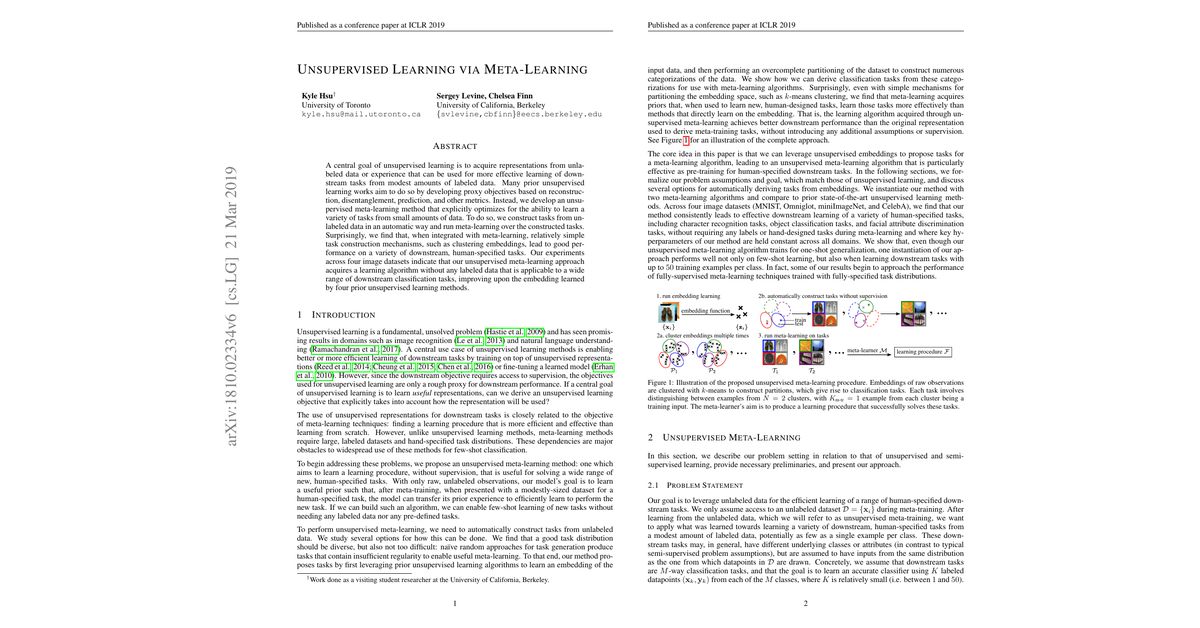 arXiv:1810.02334v6 [cs.LG] 21 Mar 2019
Published as a conference paper at ICLR 2019
UNSUPERVISED LEARNING VIA META-LEARNING
Kyle Hsu†
University of Toronto
kyle.hsu@mail.utoronto.ca
Sergey Levine, Chelsea Finn
University of California, Berkeley
{svlevine,cbfinn}@eecs.berkeley.edu
ABSTRACT
A central goal of unsupervised learning is to acquire representations from unla-
beled data or experience that can be used for more effective learning of down-
stream tasks from modest amounts of labeled data. Many prior unsupervised
learning works aim to do so by developing proxy objectives based on reconstruc-
tion, disentanglement, prediction, and other metrics. Instead, we develop an un-
supervised meta-learning method that explicitly optimizes for the ability to learn a
variety of tasks from small amounts of data. To do so, we construct tasks from un-
labeled data in an automatic way and run meta-learning over the constructed tasks.
Surprisingly, we find that, when integrated with meta-learning, relatively simple
task construction mechanisms, such as clustering embeddings, lead to good per-
formance on a variety of downstream, human-specified tasks. Our experiments
across four image datasets indicate that our unsupervised meta-learning approach
acquires a learning algorithm without any labeled data that is applicable to a wide
range of downstream classification tasks, improving upon the embedding learned
by four prior unsupervised learning methods.
1 INTRODUCTION
Unsupervised learning is a fundamental, unsolved problem (Hastie et al., 2009) and has seen promis-
ing results in domains such as image recognition (Le et al., 2013) and natural language understand-
ing (Ramachandran et al., 2017). A central use case of unsupervised learning methods is enabling
better or more efficient learning of downstream tasks by training on top of unsupervised representa-
tions (Reed et al., 2014; Cheung et al., 2015; Chen et al., 2016) or fine-tuning a learned model (Erhan
et al., 2010). However, since the downstream objective requires access to supervision, the objectives
used for unsupervised learning are only a rough proxy for downstream performance. If a central goal
of unsupervised learning is to learn useful representations, can we derive an unsupervised learning
objective that explicitly takes into account how the representation will be used?
The use of unsupervised representations for downstream tasks is closely related to the objective
of meta-learning techniques: finding a learning procedure that is more efficient and effective than
learning from scratch. However, unlike unsupervised learning methods, meta-learning methods
require large, labeled datasets and hand-specified task distributions. These dependencies are major
obstacles to widespread use of these methods for few-shot classification.
To begin addressing these problems, we propose an unsupervised meta-learning method: one which
aims to learn a learning procedure, without supervision, that is useful for solving a wide range of
new, human-specified tasks. With only raw, unlabeled observations, our model's goal is to learn
a useful prior such that, after meta-training, when presented with a modestly-sized dataset for a
human-specified task, the model can transfer its prior experience to efficiently learn to perform the
new task. If we can build such an algorithm, we can enable few-shot learning of new tasks without
needing any labeled data nor any pre-defined tasks.
To perform unsupervised meta-learning, we need to automatically construct tasks from unlabeled
data. We study several options for how this can be done. We find that a good task distribution
should be diverse, but also not too difficult: naïve random approaches for task generation produce
tasks that contain insufficient regularity to enable useful meta-learning. To that end, our method pro-
poses tasks by first leveraging prior unsupervised learning algorithms to learn an embedding of the
†Work done as a visiting student researcher at the University of California, Berkeley.
1
Published as a conference paper at ICLR 2019
input data, and then performing an overcomplete partitioning of the dataset to construct numerous
categorizations of the data. We show how we can derive classification tasks from these catego-
rizations for use with meta-learning algorithms. Surprisingly, even with simple mechanisms for
partitioning the embedding space, such as k-means clustering, we find that meta-learning acquires
priors that, when used to learn new, human-designed tasks, learn those tasks more effectively than
methods that directly learn on the embedding. That is, the learning algorithm acquired through un-
supervised meta-learning achieves better downstream performance than the original representation
used to derive meta-training tasks, without introducing any additional assumptions or supervision.
See Figure 1 for an illustration of the complete approach.
The core idea in this paper is that we can leverage unsupervised embeddings to propose tasks for
a meta-learning algorithm, leading to an unsupervised meta-learning algorithm that is particularly
effective as pre-training for human-specified downstream tasks. In the following sections, we for-
malize our problem assumptions and goal, which match those of unsupervised learning, and discuss
several options for automatically deriving tasks from embeddings. We instantiate our method with
two meta-learning algorithms and compare to prior state-of-the-art unsupervised learning meth-
ods. Across four image datasets (MNIST, Omniglot, miniImageNet, and CelebA), we find that our
method consistently leads to effective downstream learning of a variety of human-specified tasks,
including character recognition tasks, object classification tasks, and facial attribute discrimination
tasks, without requiring any labels or hand-designed tasks during meta-learning and where key hy-
perparameters of our method are held constant across all domains. We show that, even though our
unsupervised meta-learning algorithm trains for one-shot generalization, one instantiation of our ap-
proach performs well not only on few-shot learning, but also when learning downstream tasks with
up to 50 training examples per class. In fact, some of our results begin to approach the performance
of fully-supervised meta-learning techniques trained with fully-specified task distributions.
1. run embedding learning
embedding function
{xᵢ}
{zᵢ}
2a. cluster embeddings multiple times
P₁
P₂
2b. automatically construct tasks without supervision
train
test
3. run meta-learning on tasks
T₁
T₂
meta-learner M
learning procedure F
Figure 1: Illustration of the proposed unsupervised meta-learning procedure. Embeddings of raw observations
are clustered with k-means to construct partitions, which give rise to classification tasks. Each task involves
distinguishing between examples from N = 2 clusters, with Kₘ₋ₜᵣ = 1 example from each cluster being a
training input. The meta-learner's aim is to produce a learning procedure that successfully solves these tasks.
2 UNSUPERVISED META-LEARNING
In this section, we describe our problem setting in relation to that of unsupervised and semi-
supervised learning, provide necessary preliminaries, and present our approach.
2.1 PROBLEM STATEMENT
Our goal is to leverage unlabeled data for the efficient learning of a range of human-specified down-
stream tasks. We only assume access to an unlabeled dataset D = {xᵢ} during meta-training. After
learning from the unlabeled data, which we will refer to as unsupervised meta-training, we want
to apply what was learned towards learning a variety of downstream, human-specified tasks from
a modest amount of labeled data, potentially as few as a single example per class. These down-
stream tasks may, in general, have different underlying classes or attributes (in contrast to typical
semi-supervised problem assumptions), but are assumed to have inputs from the same distribution
as the one from which datapoints in D are drawn. Concretely, we assume that downstream tasks
are M-way classification tasks, and that the goal is to learn an accurate classifier using K labeled
datapoints (xₖ, yₖ) from each of the M classes, where K is relatively small (i.e. between 1 and 50).
2